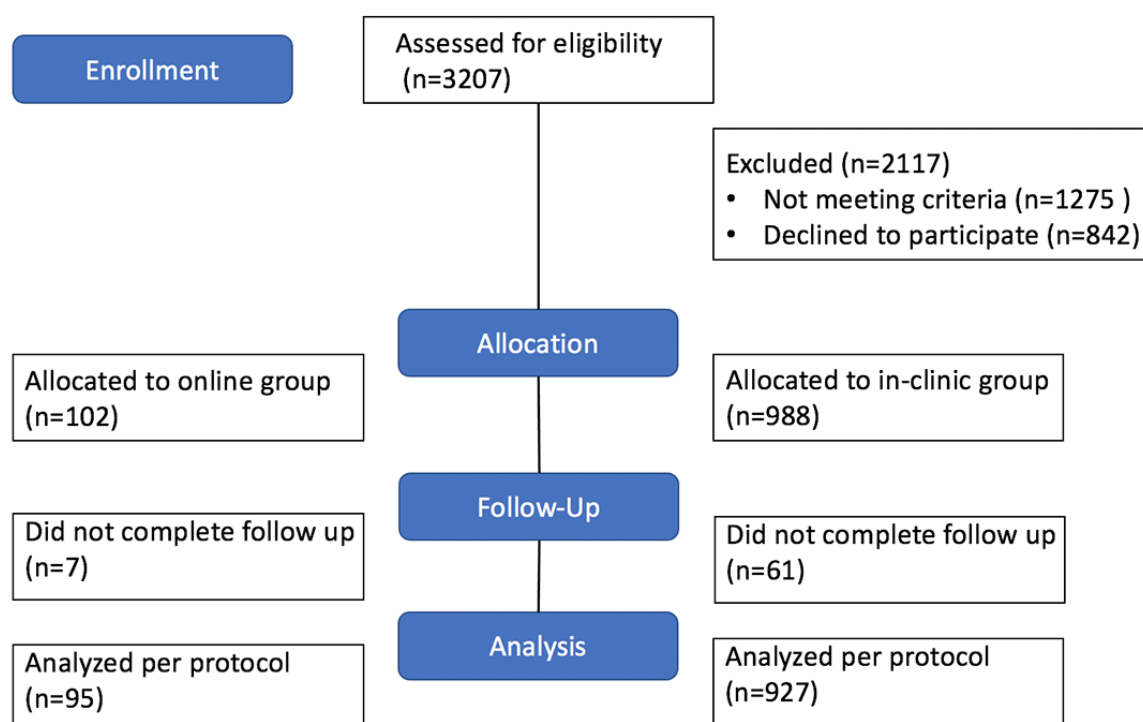 Enrollment
Assessed for eligibility
(n=3207)
Excluded (n=2117)
• Not meeting criteria (n=1275 )
• Declined to participate (n=842)
Allocation
Allocated to online group
(n=102)
Allocated to in-clinic group
(n=988)
Follow-Up
Did not complete follow up
(n=7)
Did not complete follow up
(n=61)
Analysis
Analyzed per protocol
(n=95)
Analyzed per protocol
(n=927)